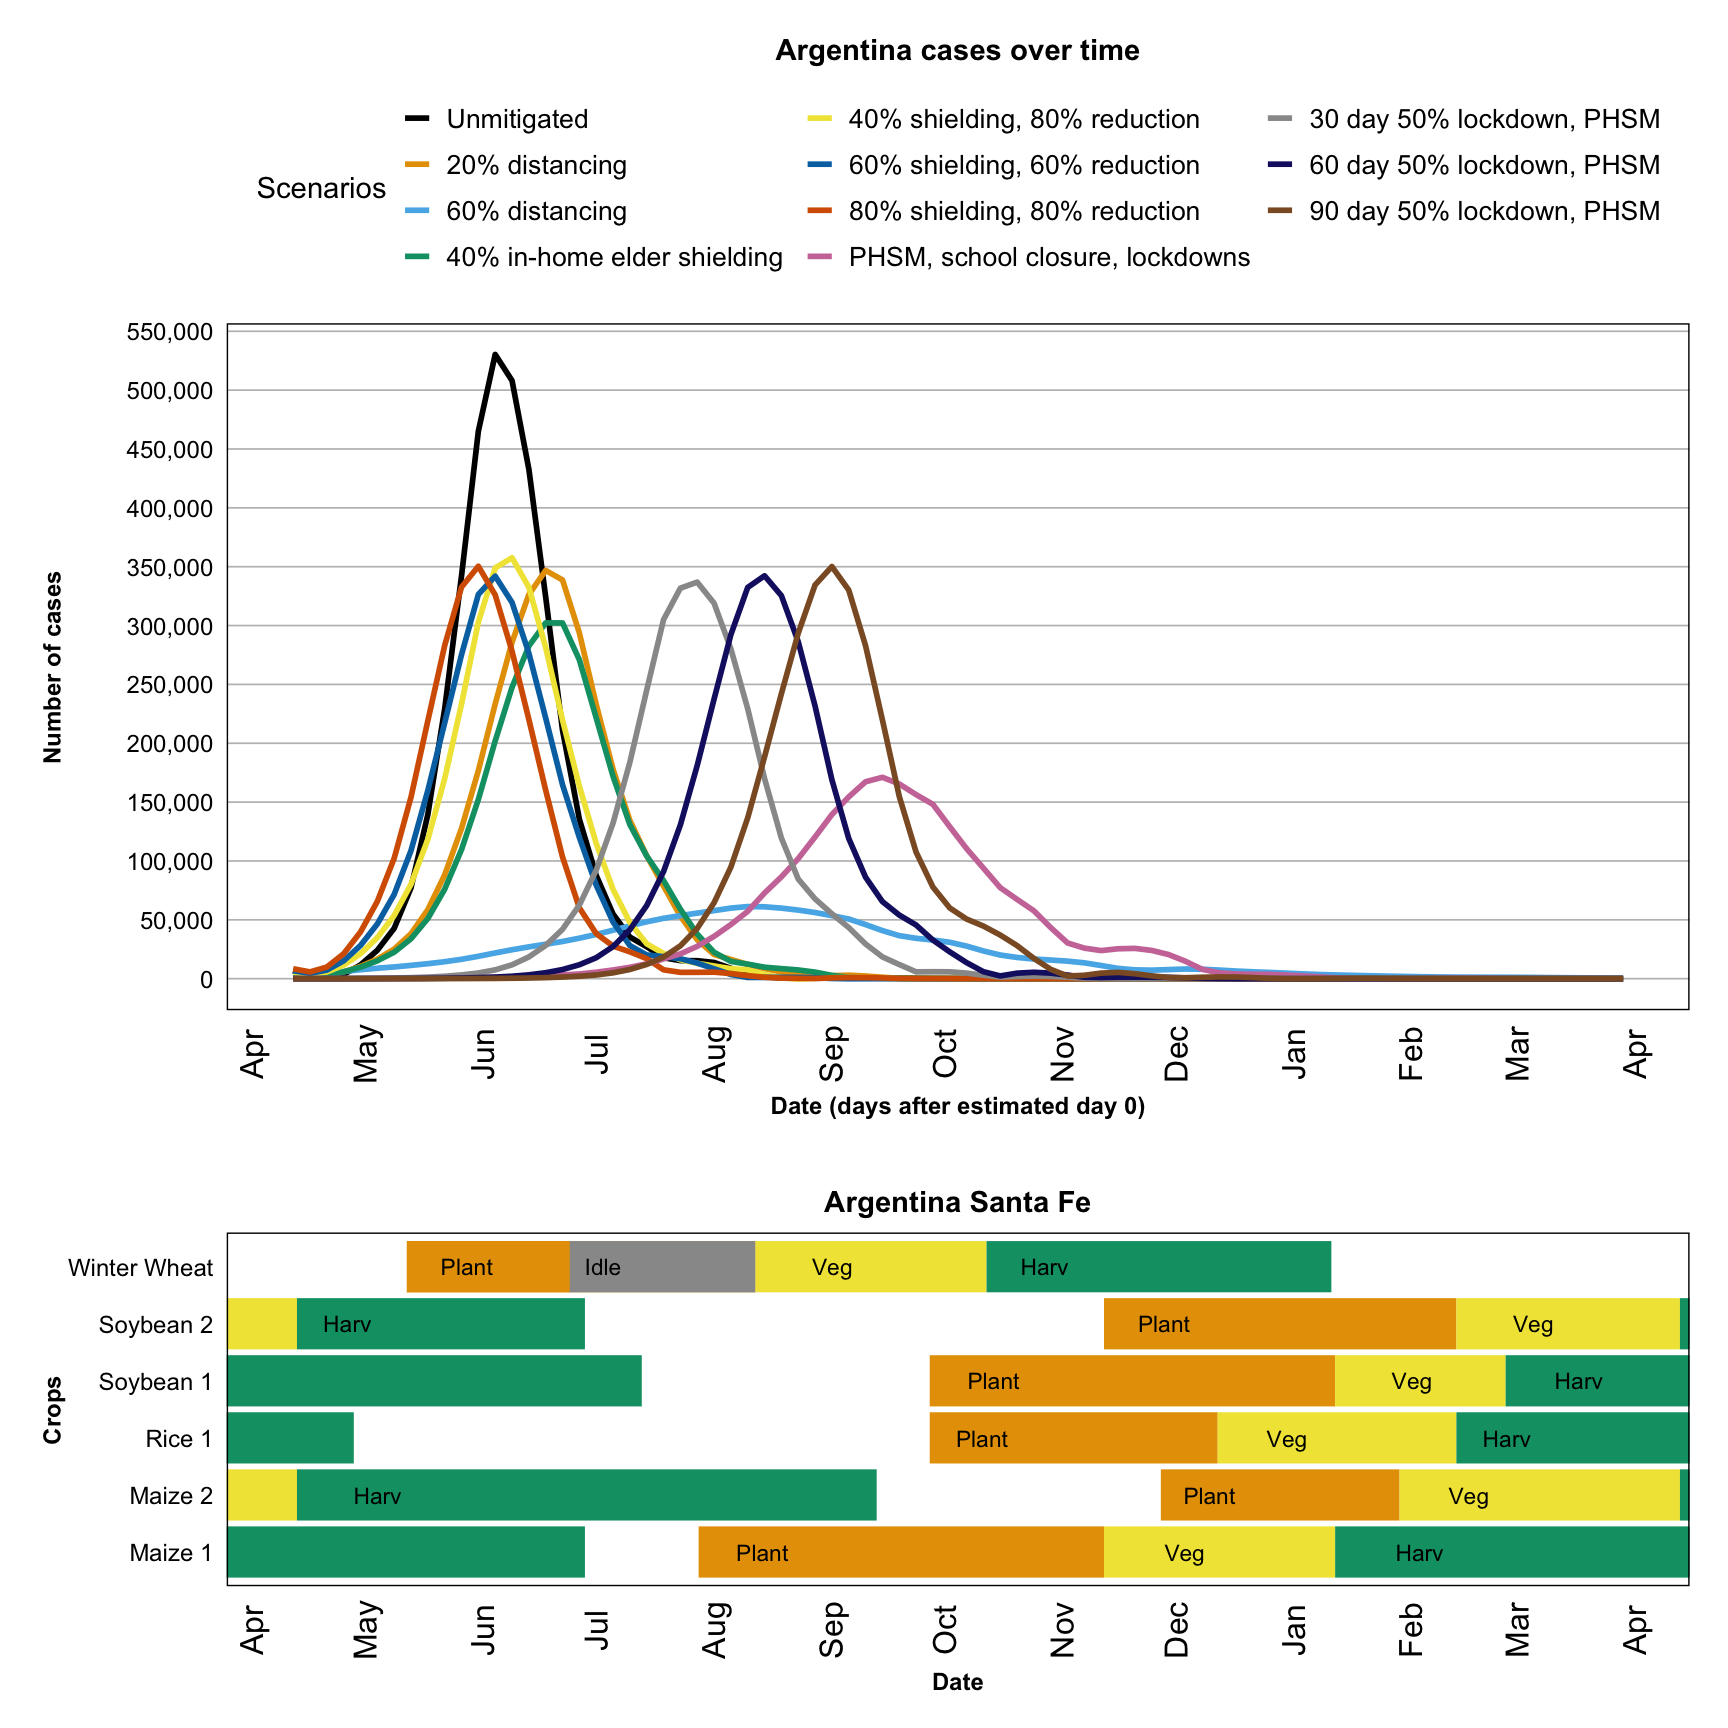 Argentina cases over time
Scenarios
Unmitigated
20% distancing
60% distancing
40% in-home elder shielding
40% shielding, 80% reduction
60% shielding, 60% reduction
80% shielding, 80% reduction
PHSM, school closure, lockdowns
30 day 50% lockdown, PHSM
60 day 50% lockdown, PHSM
90 day 50% lockdown, PHSM
Number of cases
550,000
500,000
450,000
400,000
350,000
300,000
250,000
200,000
150,000
100,000
50,000
0
Apr May Jun Jul Aug Sep Oct Nov Dec Jan Feb Mar Apr
Date (days after estimated day 0)
Argentina Santa Fe
Crops
Winter Wheat Plant Idle Veg Harv
Soybean 2 Harv Plant Veg
Soybean 1 Plant Veg Harv
Rice 1 Plant Veg Harv
Maize 2 Harv Plant Veg
Maize 1 Plant Veg Harv
Apr May Jun Jul Aug Sep Oct Nov Dec Jan Feb Mar Apr
Date